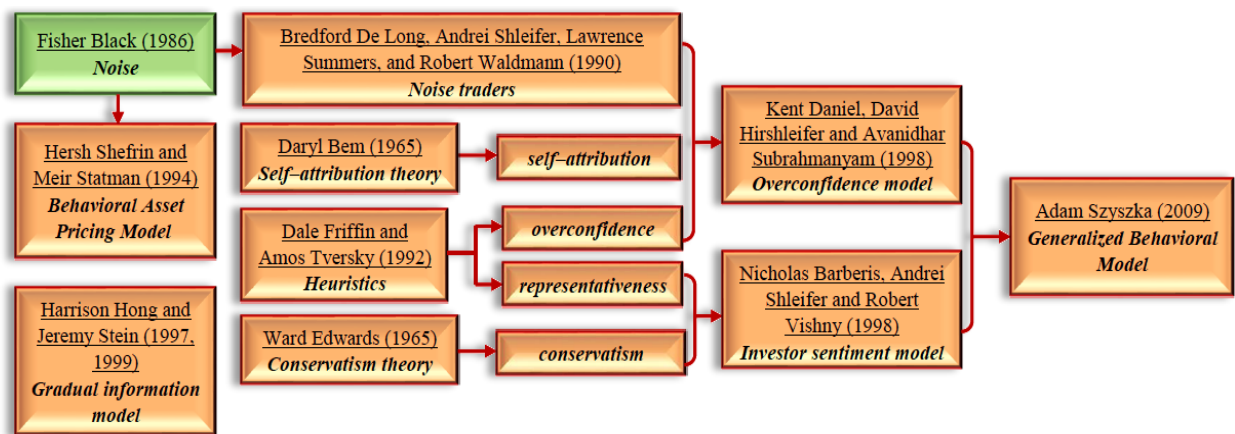 Fisher Black (1986)
Noise
Bredford De Long, Andrei Shleifer, Lawrence
Summers, and Robert Waldmann (1990)
Noise traders
Hersh Shefrin and
Meir Statman (1994)
Behavioral Asset
Pricing Model
Daryl Bem (1965)
Self–attribution theory
self–attribution
Dale Friffin and
Amos Tversky (1992)
Heuristics
overconfidence
representativeness
Harrison Hong and
Jeremy Stein (1997,
1999)
Gradual information
model
Ward Edwards (1965)
Conservatism theory
conservatism
Kent Daniel, David
Hirshleifer and Avanidhar
Subrahmanyam (1998)
Overconfidence model
Nicholas Barberis, Andrei
Shleifer and Robert
Vishny (1998)
Investor sentiment model
Adam Szyszka (2009)
Generalized Behavioral
Model